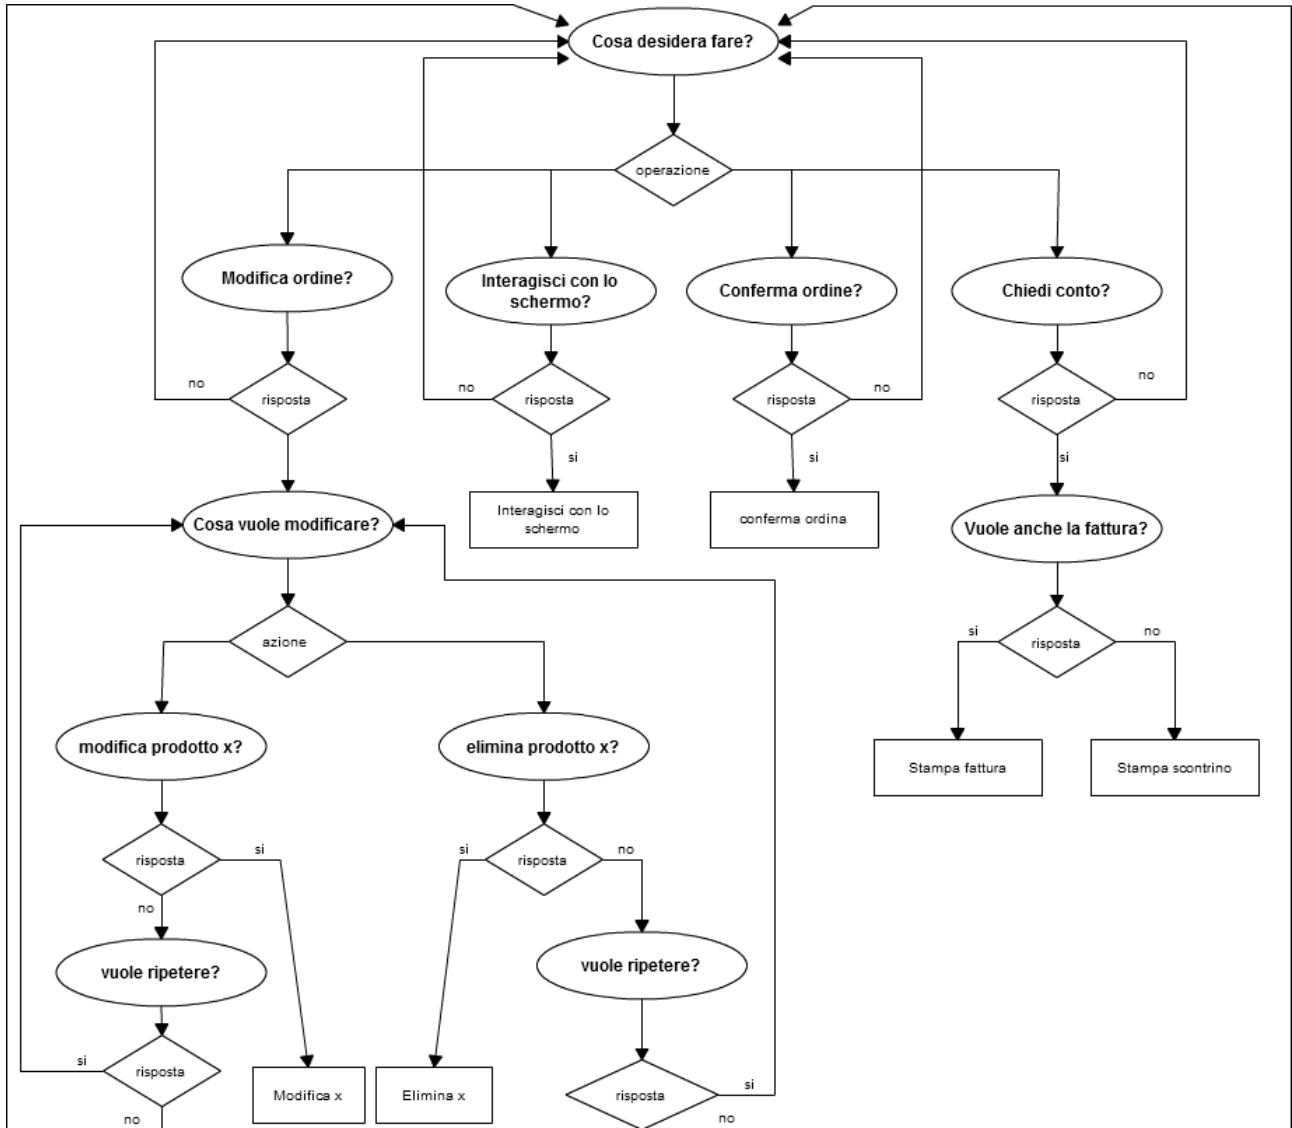 Cosa desidera fare?
operazione
Modifica ordine?
Interagisci con lo
schermo?
Conferma ordine?
Chiedi conto?
no
risposta
no
risposta
risposta
no
risposta
no
si
si
si
Cosa vuole modificare?
Interagisci con lo
schermo
conferma ordina
Vuole anche la fattura?
azione
si
risposta
no
modifica prodotto x?
elimina prodotto x?
Stampa fattura
Stampa scontrino
risposta
si
si
risposta
no
no
vuole ripetere?
vuole ripetere?
si
risposta
Modifica x
Elimina x
risposta
si
no
no